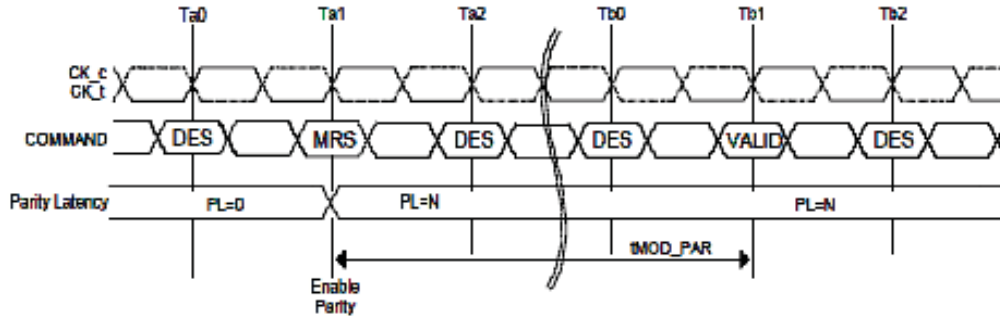 Ta0 Ta1 Ta2 Tb0 Tb1 Tb2
CK_c
CK_t
COMMAND DES MRS DES DES VALID DES
Parity Latency PL=0 PL=N PL=N
tMOD_PAR
Enable
Parity